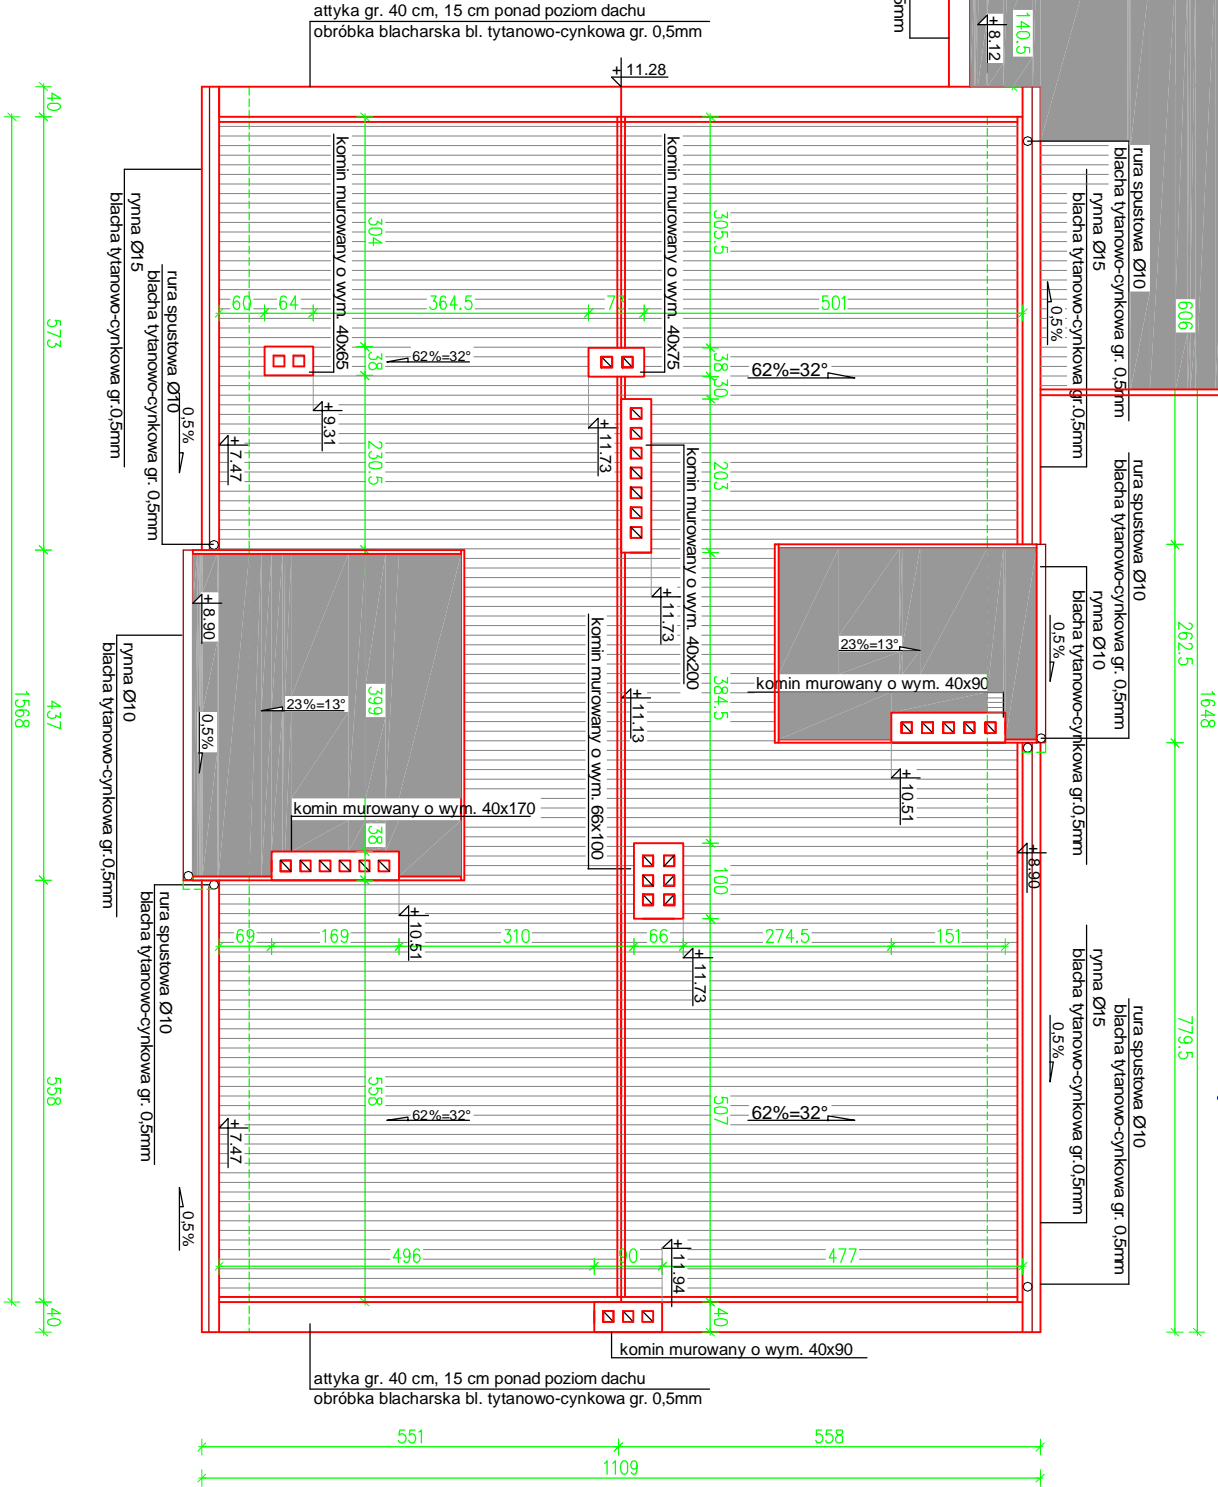 attyka gr. 40 cm, 15 cm ponad poziom dachu
obróbka blacharska bl. tytanowo-cynkowa gr. 0,5mm
5mm
+ 8.12
140.5
+ 11.28
40
573
437
1568
558
40
rynna Ø15
blacha tytanowo-cynkowa gr.0,5mm
rura spustowa Ø10
blacha tytanowo-cynkowa gr. 0,5mm
0,5%
komin murowany o wym. 40x65
304
komin murowany o wym. 40x75
305.5
rura spustowa Ø10
blacha tytanowo-cynkowa gr. 0,5mm
rynna Ø15
blacha tytanowo-cynkowa gr.0,5mm
0,5%
606
60
64
364.5
501
38
62%=32°
38
30
62%=32°
+ 9.31
+ 7.47
230.5
+ 11.73
203
komin murowany o wym. 40x200
+ 11.73
384.5
+ 11.13
komin murowany o wym. 66x100
rura spustowa Ø10
blacha tytanowo-cynkowa gr. 0,5mm
rynna Ø10
blacha tytanowo-cynkowa gr.0,5mm
0,5%
262.5
1648
+ 8.90
23%=13°
399
0,5%
rynna Ø10
blacha tytanowo-cynkowa gr.0,5mm
23%=13°
komin murowany o wym. 40x90
+ 10.51
+ 8.90
komin murowany o wym. 40x170
38
+ 10.51
100
69
169
310
66
274.5
151
+ 11.73
rura spustowa Ø10
blacha tytanowo-cynkowa gr. 0,5mm
rynna Ø15
blacha tytanowo-cynkowa gr.0,5mm
0,5%
rura spustowa Ø10
blacha tytanowo-cynkowa gr. 0,5mm
779.5
558
62%=32°
507
62%=32°
+ 7.47
0,5%
496
90
477
+ 11.94
40
komin murowany o wym. 40x90
attyka gr. 40 cm, 15 cm ponad poziom dachu
obróbka blacharska bl. tytanowo-cynkowa gr. 0,5mm
551
558
1109